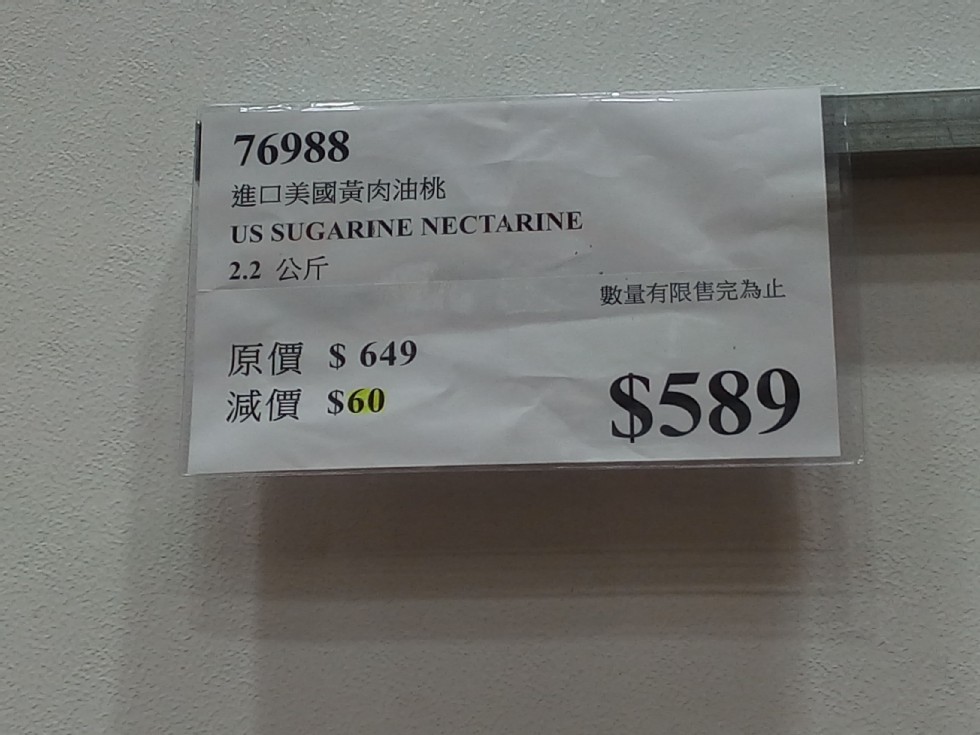 76988
進口美國黃肉油桃
US SUGARINE NECTARINE
2.2 公斤
數量有限售完為止
原價 $ 649
減價 $60
$589